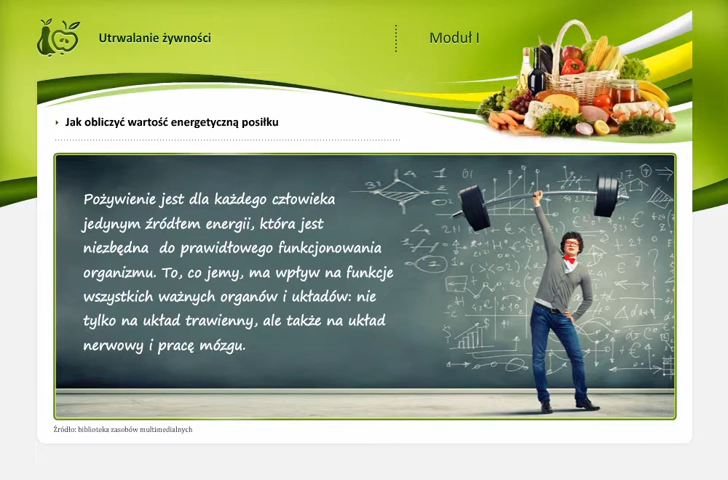 Utrwalanie żywności
Moduł I
Jak obliczyć wartość energetyczną posiłku
Pożywienie jest dla każdego człowieka
jedynym źródłem energii, która jest
niezbędna do prawidłowego funkcjonowania
organizmu. To, co jemy, ma wpływ na funkcje
wszystkich ważnych organów i układów: nie
tylko na układ trawienny, ale także na układ
nerwowy i pracę mózgu.
Źródło: biblioteka zasobów multimedialnych